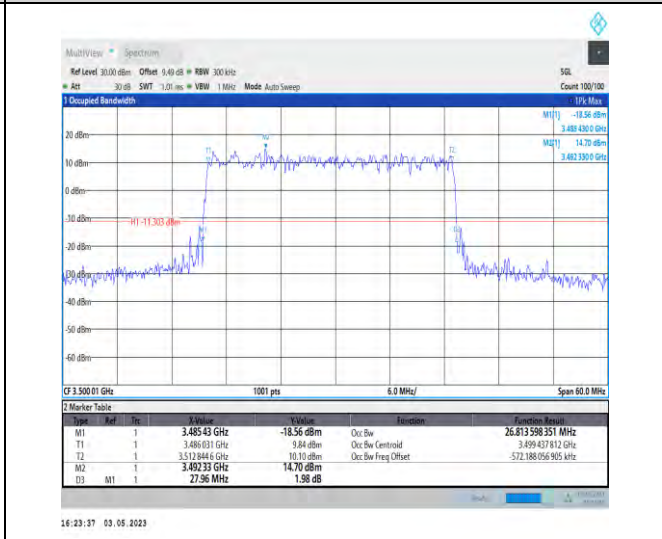 MultiView Spectrum
Ref Level 30.00 dBm Offset 9.49 dB RBW 300 kHz SGL
Att 30 dB SWT 1.01 ms VBW 1 MHz Mode Auto Sweep Count 100/100
1 Occupied Bandwidth 1Pk Max
M1[1] -18.56 dBm
3.485 430 0 GHz
M2[1] 14.70 dBm
3.492 330 0 GHz
20 dBm
T1 M2 T2
10 dBm
0 dBm
-10 dBm
H1 -11.303 dBm
M1
D3
-20 dBm
-30 dBm
-40 dBm
-50 dBm
-60 dBm
CF 3.500 01 GHz 1001 pts 6.0 MHz/ Span 60.0 MHz
2 Marker Table
Type Ref Trc X-Value Y-Value Function Function Result
M1 1 3.485 43 GHz -18.56 dBm Occ Bw 26.813 598 351 MHz
T1 1 3.486 031 GHz 9.84 dBm Occ Bw Centroid 3.499 437 812 GHz
T2 1 3.512 844 6 GHz 10.10 dBm Occ Bw Freq Offset -572.188 056 905 kHz
M2 1 3.492 33 GHz 14.70 dBm
D3 M1 1 27.96 MHz 1.98 dB
16:23:37 03.05.2023